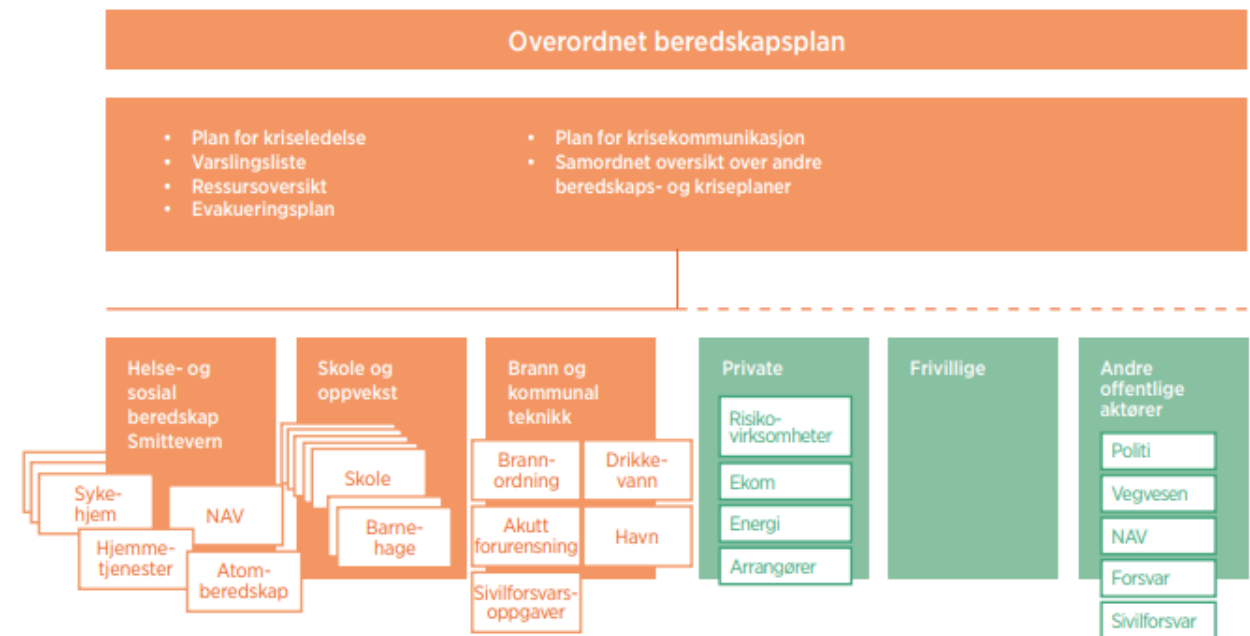 Overordnet beredskapsplan
• Plan for kriseledelse
• Varslingsliste
• Ressursoversikt
• Evakueringsplan
• Plan for krisekommunikasjon
• Samordnet oversikt over andre
beredskaps- og kriseplaner
Helse- og
sosial
beredskap
Smittevern
Syke-
hjem
NAV
Hjemme-
tjenester
Atom-
beredskap
Skole og
oppvekst
Skole
Barne-
hage
Brann og
kommunal
teknikk
Brann-
ordning
Drikke-
vann
Akutt
forurensning
Havn
Sivilforsvars-
oppgaver
Private
Risiko-
virksomheter
Ekom
Energi
Arrangører
Frivillige
Andre
offentlige
aktører
Politi
Vegvesen
NAV
Forsvar
Sivilforsvar